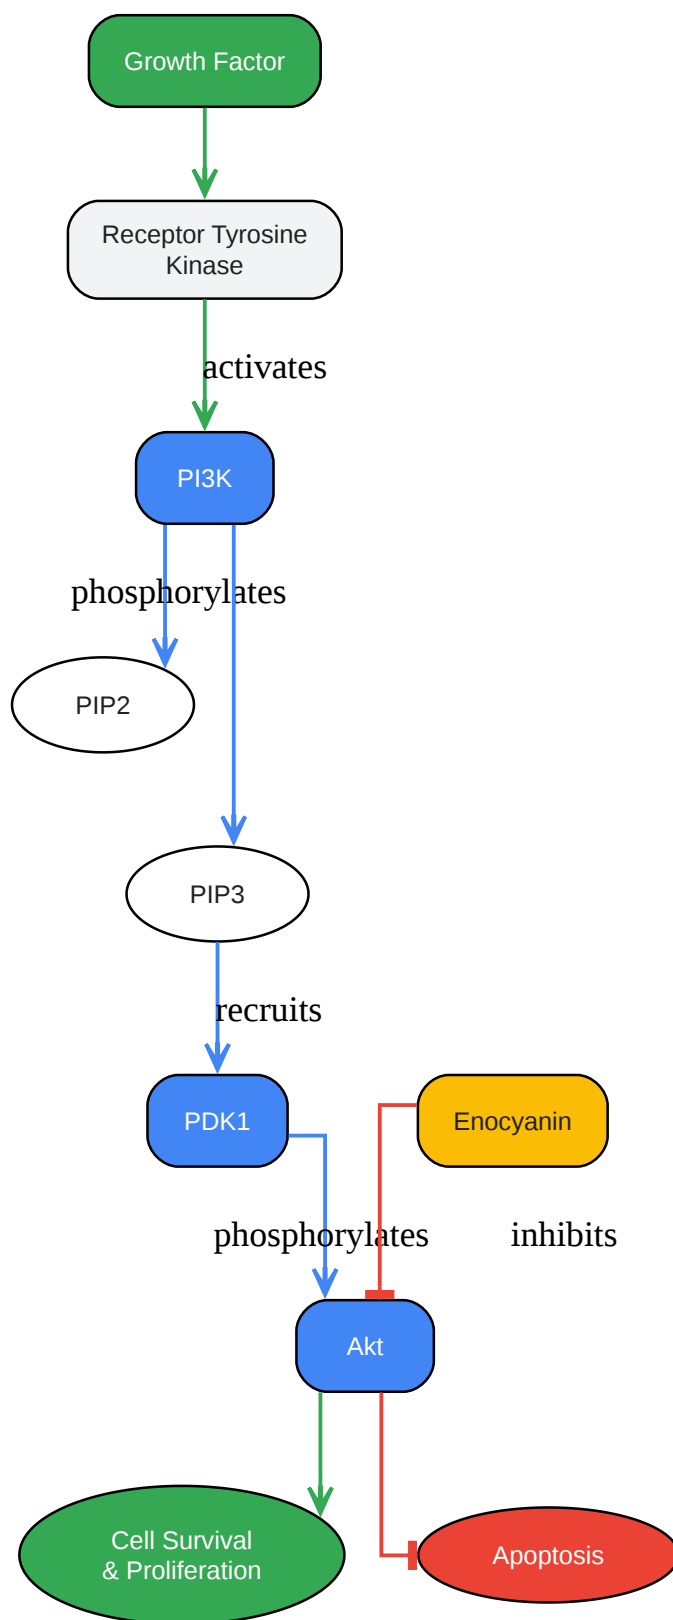 Growth Factor
Receptor Tyrosine
Kinase
activates
PI3K
phosphorylates
PIP2
PIP3
recruits
PDK1
Enocyanin
phosphorylates
inhibits
Akt
Cell Survival
& Proliferation
Apoptosis